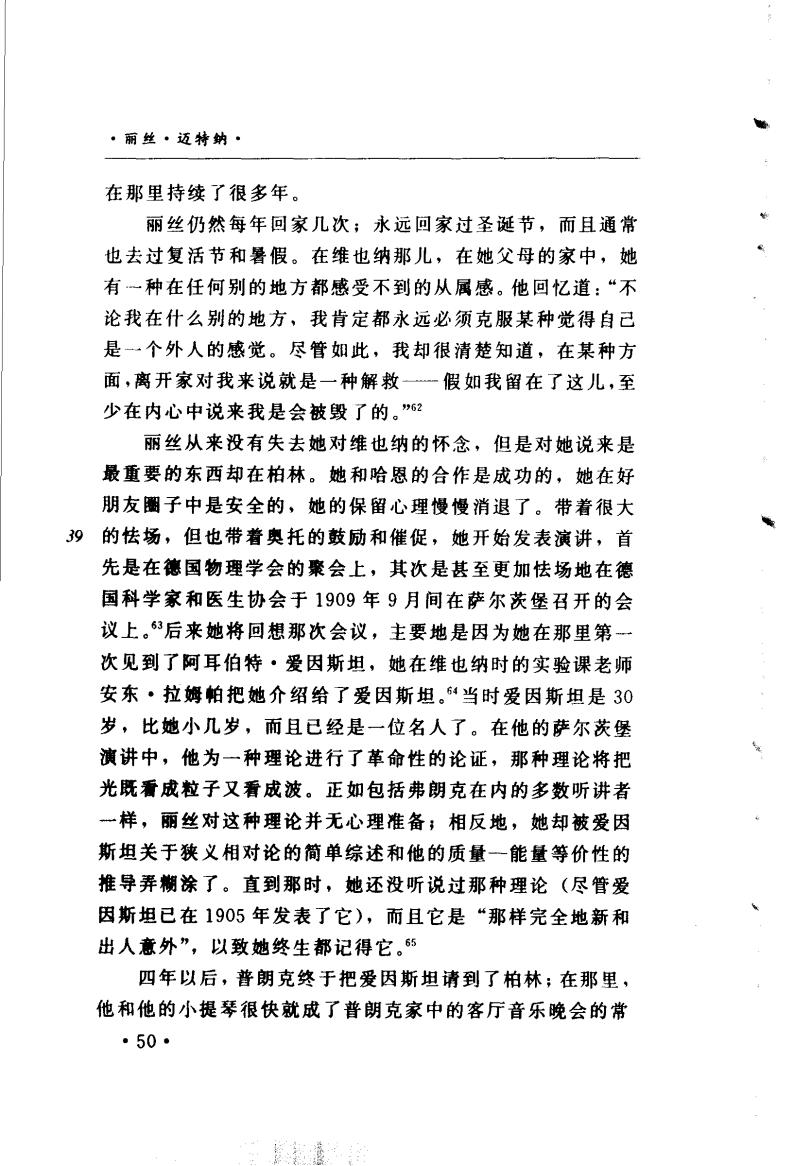 ·丽丝·迈特纳·
在那里持续了很多年。
丽丝仍然每年回家几次；永远回家过圣诞节，而且通常
也去过复活节和暑假。在维也纳那儿，在她父母的家中，她
有一种在任何别的地方都感受不到的从属感。他回忆道：“不
论我在什么别的地方，我肯定都永远必须克服某种觉得自己
是一个外人的感觉。尽管如此，我却很清楚知道，在某种方
面，离开家对我来说就是一种解救——假如我留在了这儿，至
少在内心中说来我是会被毁了的。”62
丽丝从来没有失去她对维也纳的怀念，但是对她说来是
最重要的东西却在柏林。她和哈恩的合作是成功的，她在好
朋友圈子中是安全的，她的保留心理慢慢消退了。带着很大
39 的怯场，但也带着奥托的鼓励和催促，她开始发表演讲，首
先是在德国物理学会的聚会上，其次是甚至更加怯场地在德
国科学家和医生协会于 1909 年 9 月间在萨尔茨堡召开的会
议上。63后来她将回想那次会议，主要地是因为她在那里第一
次见到了阿耳伯特·爱因斯坦，她在维也纳时的实验课老师
安东·拉姆帕把她介绍给了爱因斯坦。64当时爱因斯坦是 30
岁，比她小几岁，而且已经是一位名人了。在他的萨尔茨堡
演讲中，他为一种理论进行了革命性的论证，那种理论将把
光既看成粒子又看成波。正如包括弗朗克在内的多数听讲者
一样，丽丝对这种理论并无心理准备；相反地，她却被爱因
斯坦关于狭义相对论的简单综述和他的质量—能量等价性的
推导弄糊涂了。直到那时，她还没听说过那种理论（尽管爱
因斯坦已在 1905 年发表了它），而且它是“那样完全地新和
出人意外”，以致她终生都记得它。65
四年以后，普朗克终于把爱因斯坦请到了柏林；在那里，
他和他的小提琴很快就成了普朗克家中的客厅音乐晚会的常
·50·